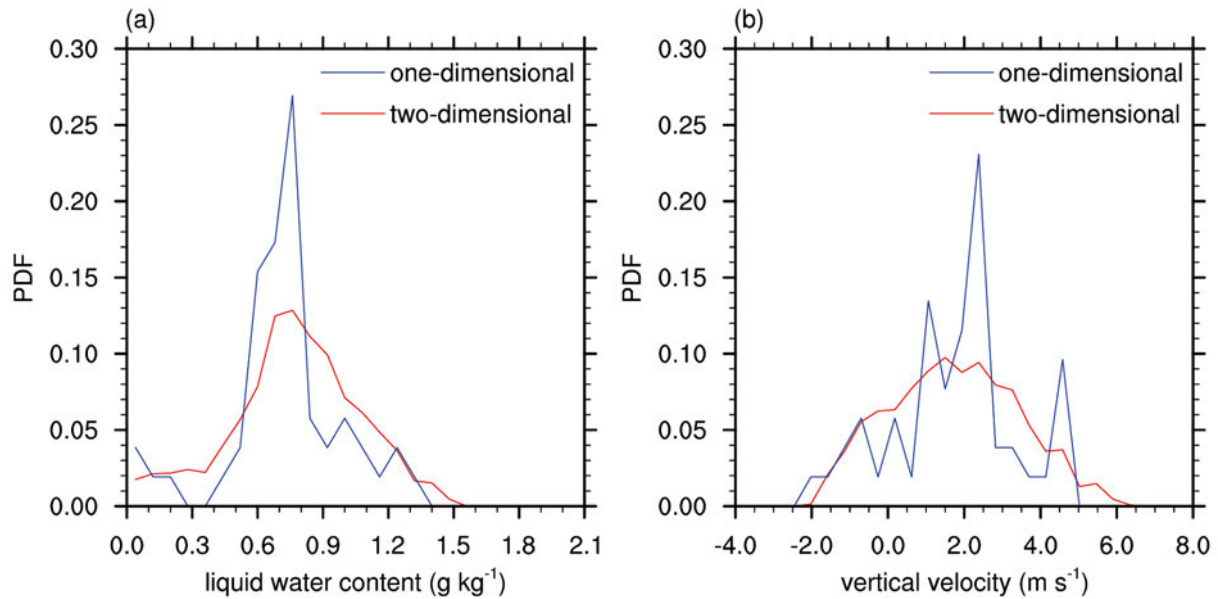 (a)
0.30
0.25
0.20
0.15
0.10
0.05
0.00
PDF
one-dimensional
two-dimensional
0.0 0.3 0.6 0.9 1.2 1.5 1.8 2.1
liquid water content (g kg⁻¹)
(b)
0.30
0.25
0.20
0.15
0.10
0.05
0.00
PDF
one-dimensional
two-dimensional
-4.0 -2.0 0.0 2.0 4.0 6.0 8.0
vertical velocity (m s⁻¹)